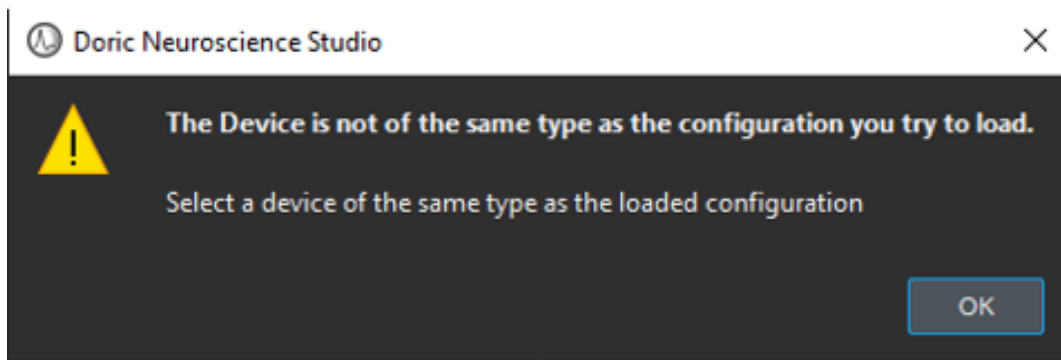 Doric Neuroscience Studio
The Device is not of the same type as the configuration you try to load.
Select a device of the same type as the loaded configuration
OK